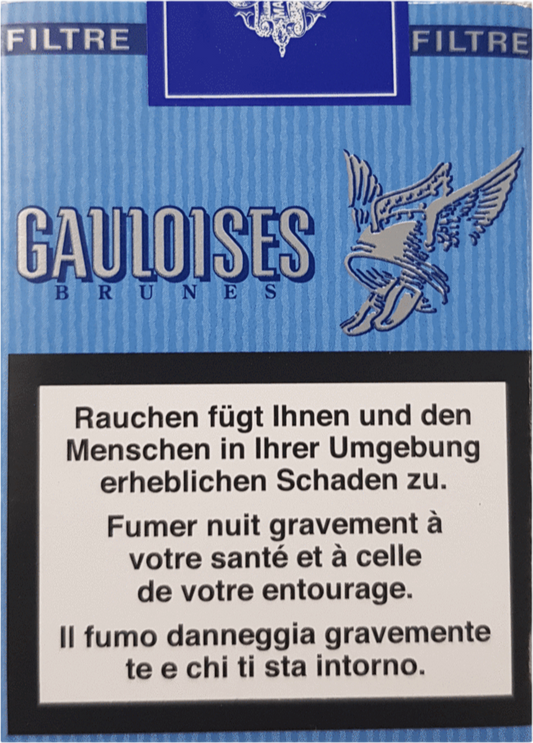 FILTRE FILTRE
GAULOISES
BRUNES
Rauchen fügt Ihnen und den
Menschen in Ihrer Umgebung
erheblichen Schaden zu.
Fumer nuit gravement à
votre santé et à celle
de votre entourage.
Il fumo danneggia gravemente
te e chi ti sta intorno.